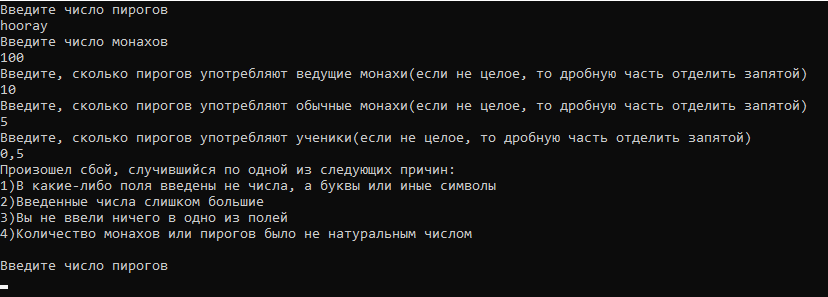 Введите число пирогов
hooray
Введите число монахов
100
Введите, сколько пирогов употребляют ведущие монахи(если не целое, то дробную часть отделить запятой)
10
Введите, сколько пирогов употребляют обычные монахи(если не целое, то дробную часть отделить запятой)
5
Введите, сколько пирогов употребляют ученики(если не целое, то дробную часть отделить запятой)
0,5
Произошел сбой, случившийся по одной из следующих причин:
1)В какие-либо поля введены не числа, а буквы или иные символы
2)Введенные числа слишком большие
3)Вы не ввели ничего в одно из полей
4)Количество монахов или пирогов было не натуральным числом
Введите число пирогов